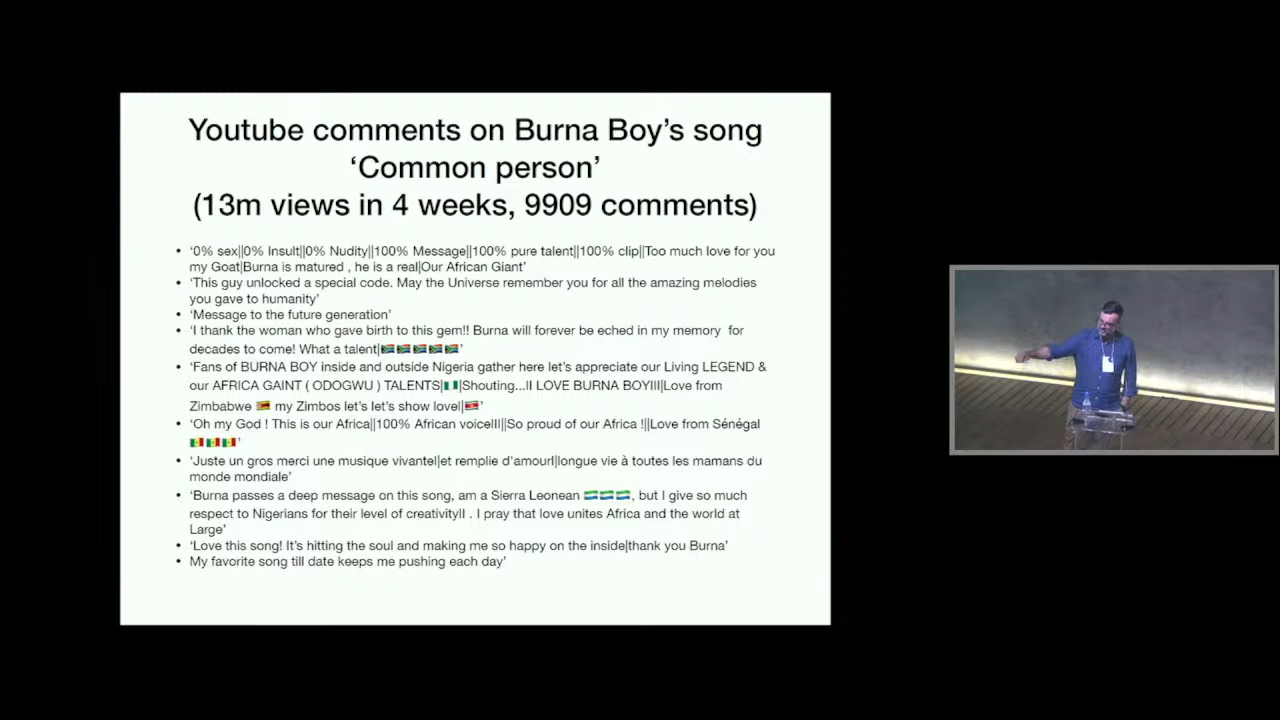 Youtube comments on Burna Boy’s song
‘Common person’
(13m views in 4 weeks, 9909 comments)
• ‘0% sex||0% Insult||0% Nudity||100% Message||100% pure talent||100% clip||Too much love for you
my Goat|Burna is matured , he is a real|Our African Giant’
• ‘This guy unlocked a special code. May the Universe remember you for all the amazing melodies
you gave to humanity’
• ‘Message to the future generation’
• ‘I thank the woman who gave birth to this gem!! Burna will forever be eched in my memory for
decades to come! What a talent|🇿🇦🇿🇦🇿🇦🇿🇦🇿🇦’
• ‘Fans of BURNA BOY inside and outside Nigeria gather here let’s appreciate our Living LEGEND &
our AFRICA GAINT ( ODOGWU ) TALENTS|🇳🇬|Shouting...II LOVE BURNA BOY|||Love from
Zimbabwe 🇿🇼 my Zimbos let’s let’s show love||🇰🇪’
• ‘Oh my God ! This is our Africa||100% African voice|||So proud of our Africa !||Love from Sénégal
🇸🇳🇸🇳🇸🇳’
• ‘Juste un gros merci une musique vivante||et remplie d'amour||longue vie à toutes les mamans du
monde mondiale’
• ‘Burna passes a deep message on this song, am a Sierra Leonean 🇸🇱🇸🇱🇸🇱, but I give so much
respect to Nigerians for their level of creativity|| . I pray that love unites Africa and the world at
Large’
• ‘Love this song! It’s hitting the soul and making me so happy on the inside|thank you Burna’
• My favorite song till date keeps me pushing each day’